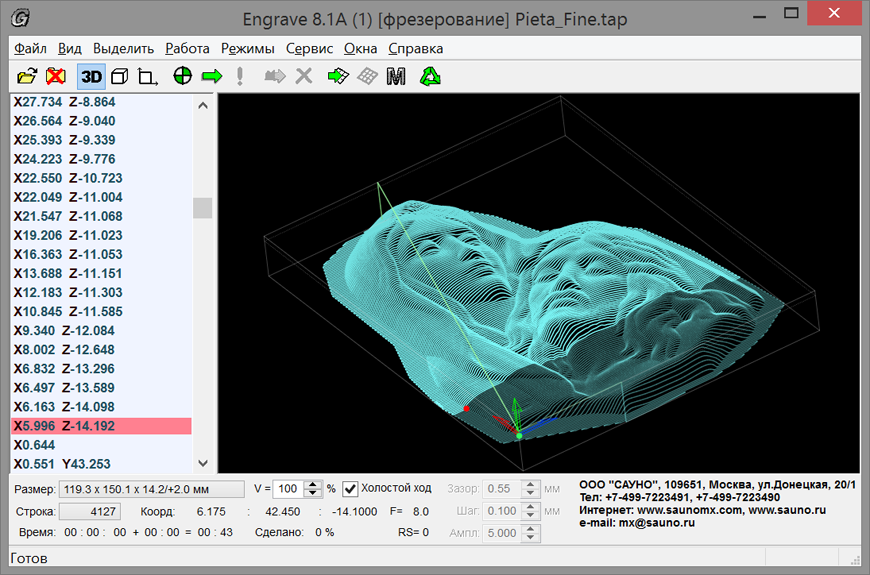 Engrave 8.1A (1) [фрезерование] Pieta_Fine.tap
Файл Вид Выделить Работа Режимы Сервис Окна Справка
3D M
X27.734 Z-8.864
X26.564 Z-9.040
X25.393 Z-9.339
X24.223 Z-9.776
X22.550 Z-10.723
X22.049 Z-11.004
X21.547 Z-11.068
X19.206 Z-11.023
X16.363 Z-11.053
X13.688 Z-11.151
X12.183 Z-11.303
X10.845 Z-11.585
X9.340 Z-12.084
X8.002 Z-12.648
X6.832 Z-13.296
X6.497 Z-13.589
X6.163 Z-14.098
X5.996 Z-14.192
X0.644
X0.551 Y43.253
Размер: 119.3 x 150.1 x 14.2/+2.0 мм V = 100 % Холостой ход Зазор: 0.55 мм
Строка: 4127 Коорд: 6.175 : 42.450 : -14.1000 F= 8.0 Шаг: 0.100 мм
Время: 00 : 00 : 00 + 00 : 00 = 00 : 43 Сделано: 0 % RS= 0 Ампл: 5.000
ООО "САУНО", 109651, Москва, ул.Донецкая, 20/1
Тел: +7-499-7223491, +7-499-7223490
Интернет: www.saunomx.com, www.sauno.ru
e-mail: mx@sauno.ru
Готов